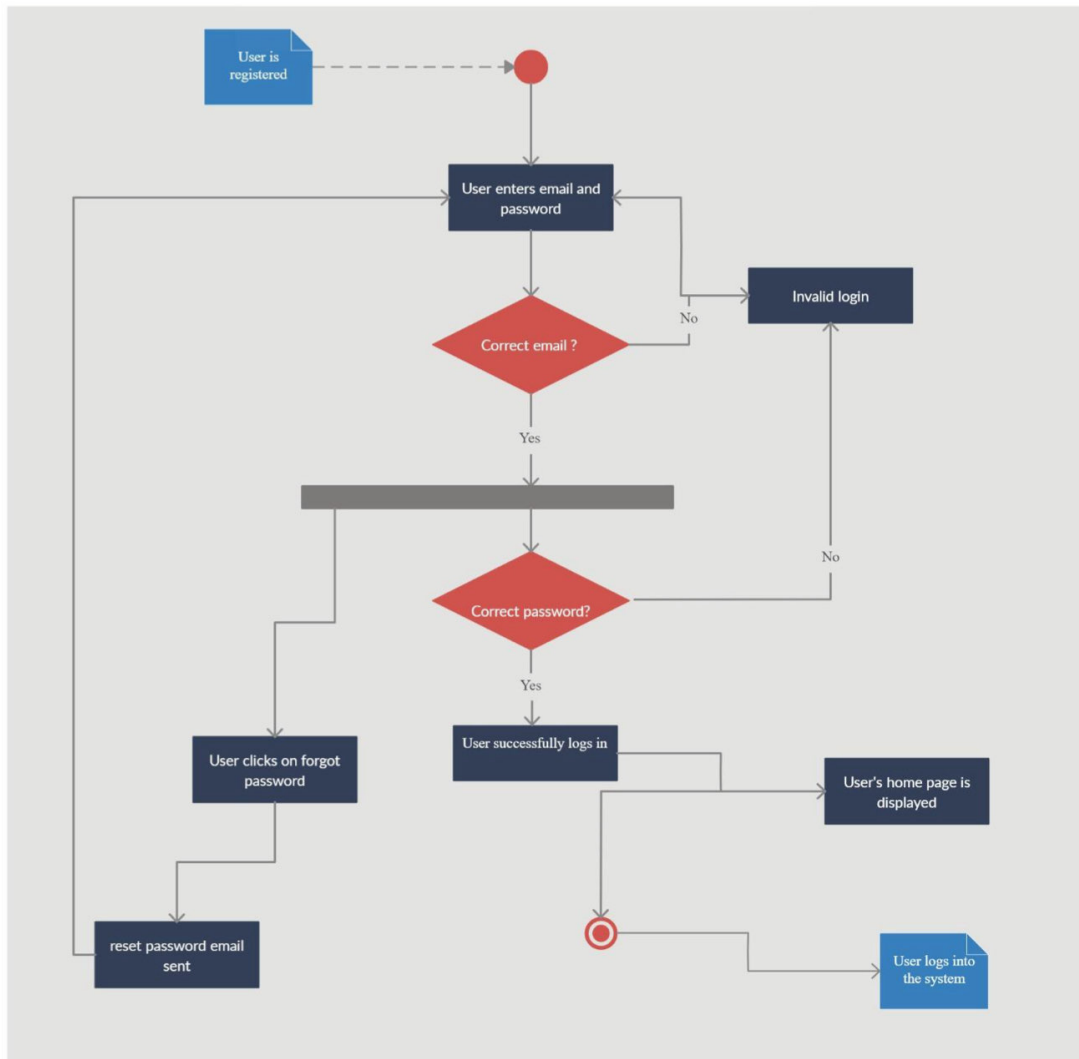 User is
registered
User enters email and
password
Invalid login
No
Correct email ?
Yes
Correct password?
No
Yes
User successfully logs in
User clicks on forgot
password
User's home page is
displayed
reset password email
sent
User logs into
the system